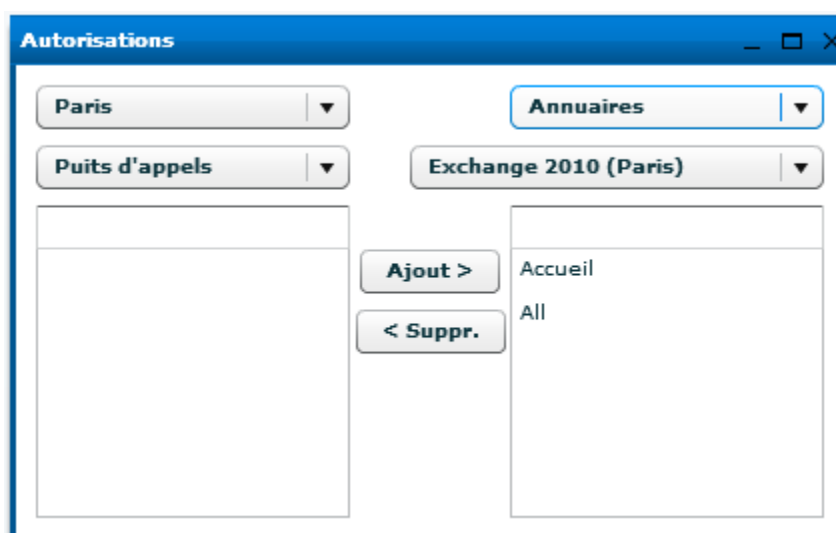 Autorisations
Paris
Annuaires
Puits d'appels
Exchange 2010 (Paris)
Ajout >
Accueil
All
< Suppr.